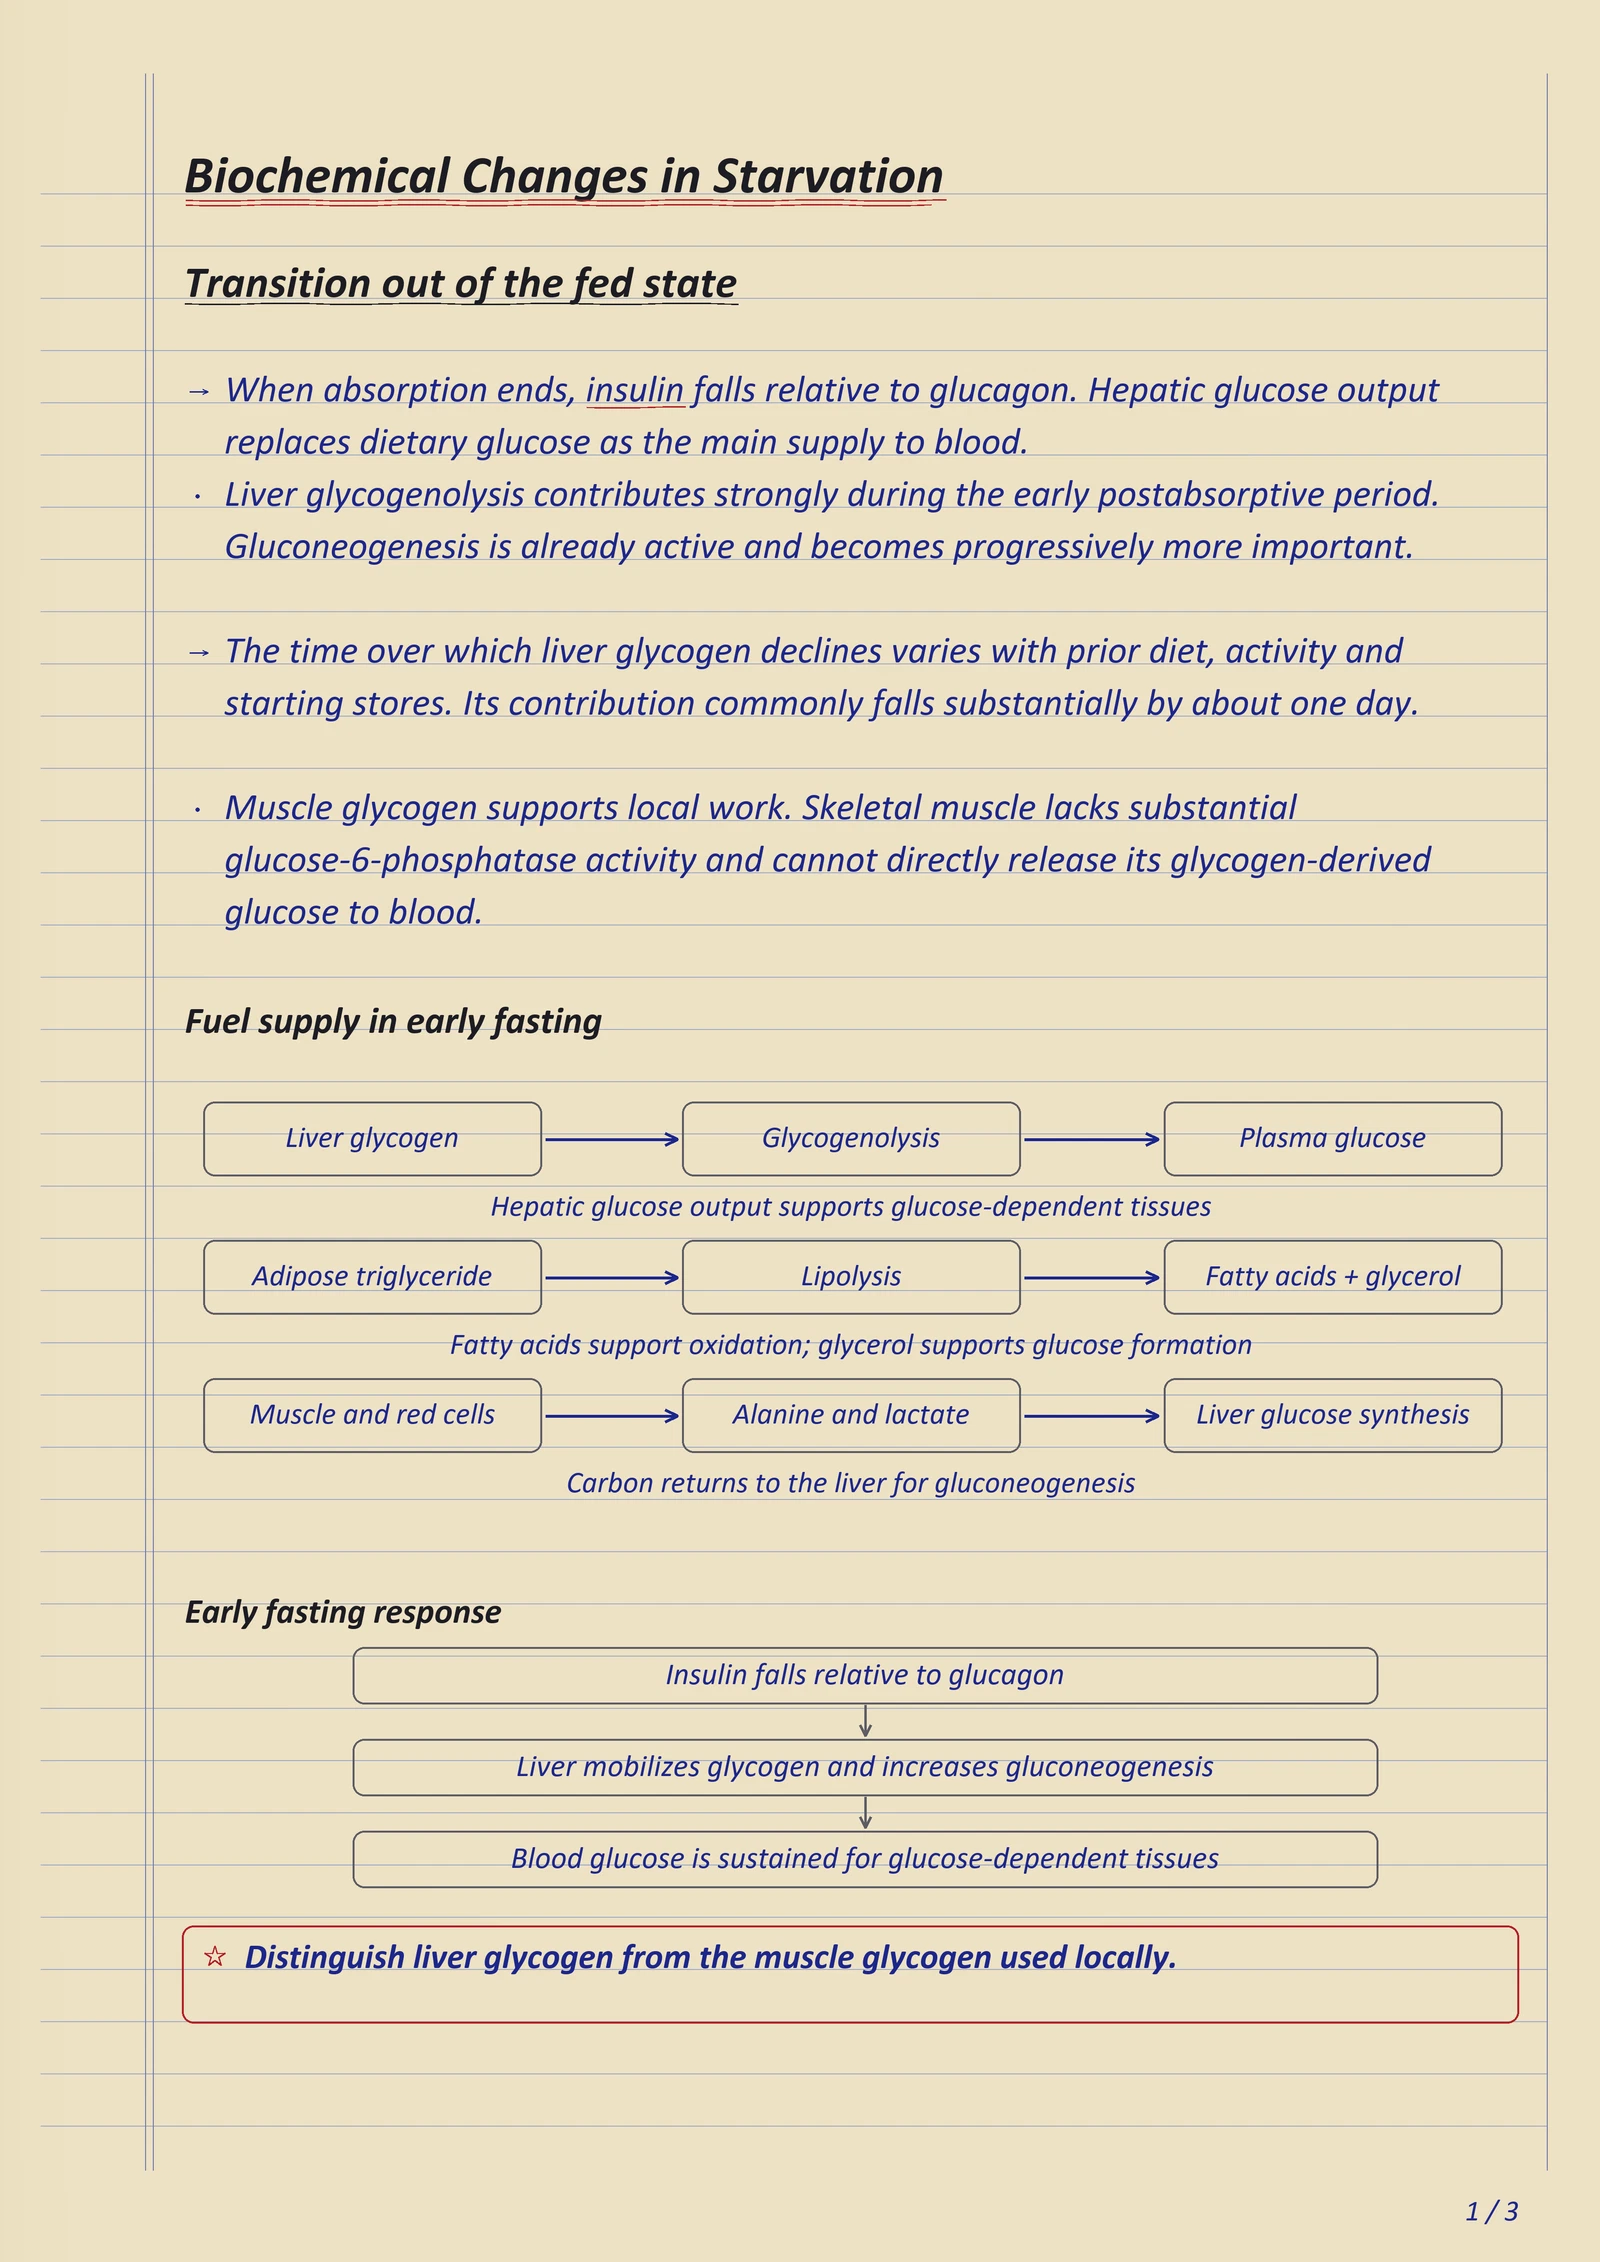 Biochemical Changes in Starvation
Transition out of the fed state
→ When absorption ends, insulin falls relative to glucagon. Hepatic glucose output
replaces dietary glucose as the main supply to blood.
· Liver glycogenolysis contributes strongly during the early postabsorptive period.
Gluconeogenesis is already active and becomes progressively more important.
→ The time over which liver glycogen declines varies with prior diet, activity and
starting stores. Its contribution commonly falls substantially by about one day.
· Muscle glycogen supports local work. Skeletal muscle lacks substantial
glucose-6-phosphatase activity and cannot directly release its glycogen-derived
glucose to blood.
Fuel supply in early fasting
Liver glycogen → Glycogenolysis → Plasma glucose
Hepatic glucose output supports glucose-dependent tissues
Adipose triglyceride → Lipolysis → Fatty acids + glycerol
Fatty acids support oxidation; glycerol supports glucose formation
Muscle and red cells → Alanine and lactate → Liver glucose synthesis
Carbon returns to the liver for gluconeogenesis
Early fasting response
Insulin falls relative to glucagon
↓
Liver mobilizes glycogen and increases gluconeogenesis
↓
Blood glucose is sustained for glucose-dependent tissues
☆ Distinguish liver glycogen from the muscle glycogen used locally.
1 / 3